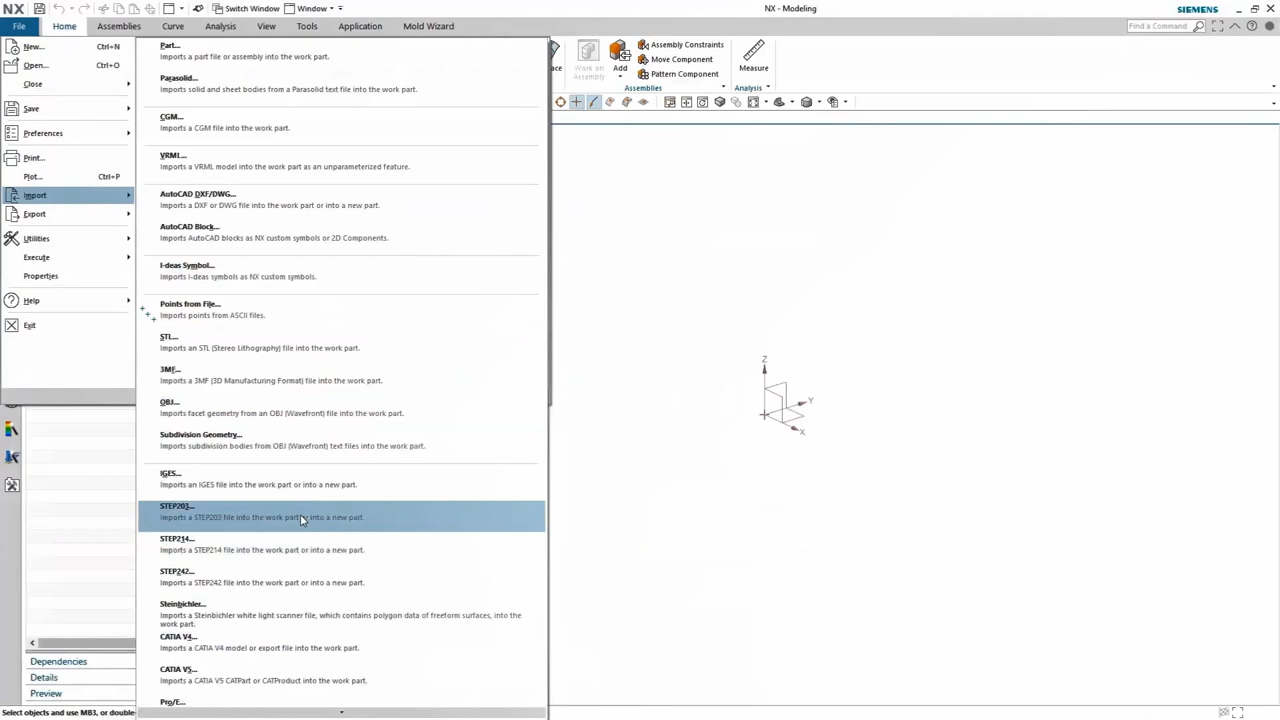 NX Switch Window Window NX - Modeling SIEMENS
File Home Assemblies Curve Analysis View Tools Application Mold Wizard Find a Command
New... Ctrl+N
Open... Ctrl+O
Close
Save
Preferences
Print...
Plot... Ctrl+P
Import
Export
Utilities
Execute
Properties
Help
Exit
Part...
Imports a part file or assembly into the work part.
Parasolid...
Imports solid and sheet bodies from a Parasolid text file into the work part.
CGM...
Imports a CGM file into the work part.
VRML...
Imports a VRML model into the work part as an unparameterized feature.
AutoCAD DXF/DWG...
Imports a DXF or DWG file into the work part or into a new part.
AutoCAD Block...
Imports AutoCAD blocks as NX custom symbols or 2D Components.
I-deas Symbol...
Imports I-deas symbols as NX custom symbols.
Points from File...
Imports points from ASCII files.
STL...
Imports an STL (Stereo Lithography) file into the work part.
3MF...
Imports a 3MF (3D Manufacturing Format) file into the work part.
OBJ...
Imports facet geometry from an OBJ (Wavefront) file into the work part.
Subdivision Geometry...
Imports subdivision bodies from OBJ (Wavefront) text files into the work part.
IGES...
Imports an IGES file into the work part or into a new part.
STEP203...
Imports a STEP203 file into the work part or into a new part.
STEP214...
Imports a STEP214 file into the work part or into a new part.
STEP242...
Imports a STEP242 file into the work part or into a new part.
Steinbichler...
Imports a Steinbichler white light scanner file, which contains polygon data of freeform surfaces, into the
work part.
CATIA V4...
Imports a CATIA V4 model or export file into the work part.
CATIA V5...
Imports a CATIA V5 CATPart or CATProduct into the work part.
Pro/E...
ace
Work on
Assembly
Add
Assembly Constraints
Move Component
Pattern Component
Assemblies
Measure
Analysis
Z
Y
X
Dependencies
Details
Preview
Select objects and use MB3, or double-